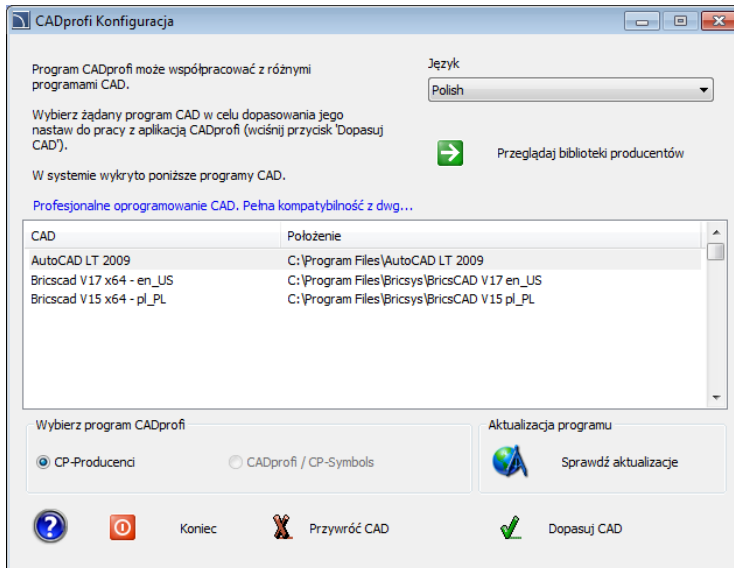 CADprofi Konfiguracja
Program CADprofi może współpracować z różnymi
programami CAD.
Język
Polish
Wybierz żądany program CAD w celu dopasowania jego
nastaw do pracy z aplikacją CADprofi (wciśnij przycisk 'Dopasuj
CAD').
Przeglądaj biblioteki producentów
W systemie wykryto poniższe programy CAD.
Profesjonalne oprogramowanie CAD. Pełna kompatybilność z dwg...
CAD Położenie
AutoCAD LT 2009 C:\Program Files\AutoCAD LT 2009
Bricscad V17 x64 - en_US C:\Program Files\Bricsys\BricsCAD V17 en_US
Bricscad V15 x64 - pl_PL C:\Program Files\Bricsys\BricsCAD V15 pl_PL
Wybierz program CADprofi Aktualizacja programu
CP-Producenci CADprofi / CP-Symbols Sprawdź aktualizacje
Koniec Przywróć CAD Dopasuj CAD